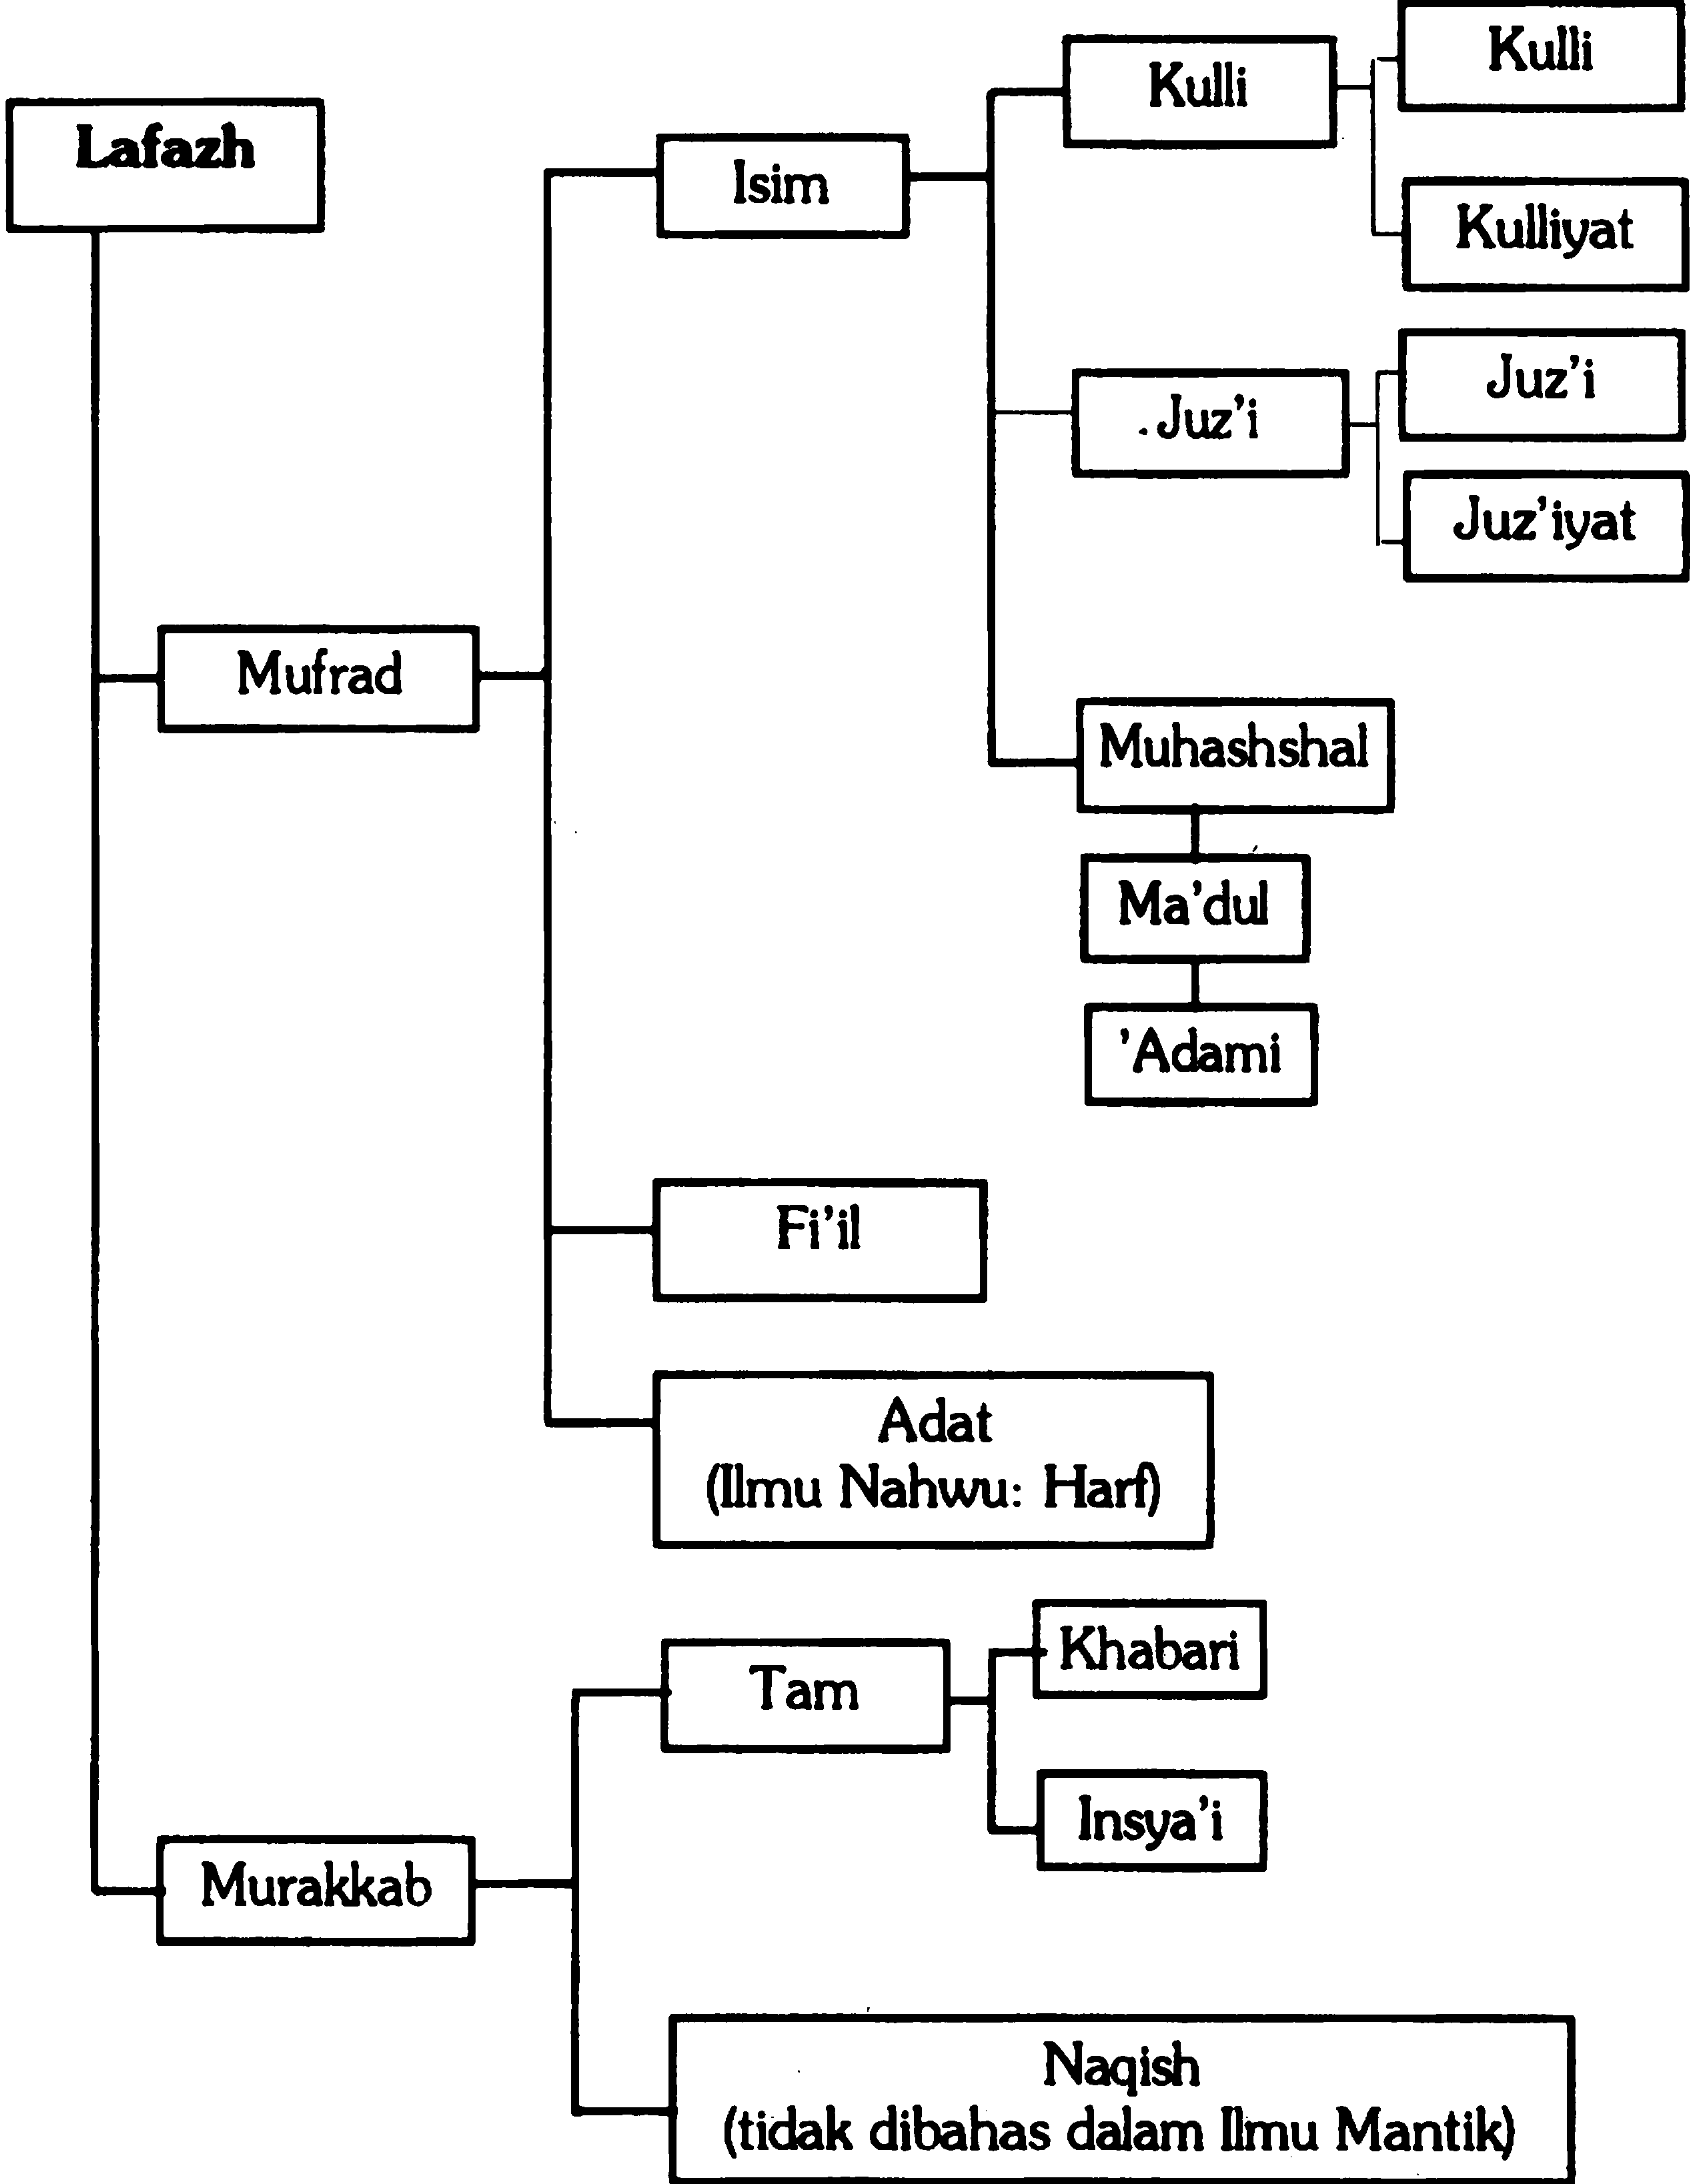 Lafazh
Mufrad
Isim
Kulli
Kulli
Kulliyat
Juz'i
Juz'i
Juz'iyat
Muhashshal
Ma'dul
'Adami
Fi'il
Adat
(Ilmu Nahwu: Harf)
Murakkab
Tam
Khabari
Insya'i
Naqish
(tidak dibahas dalam Ilmu Mantik)